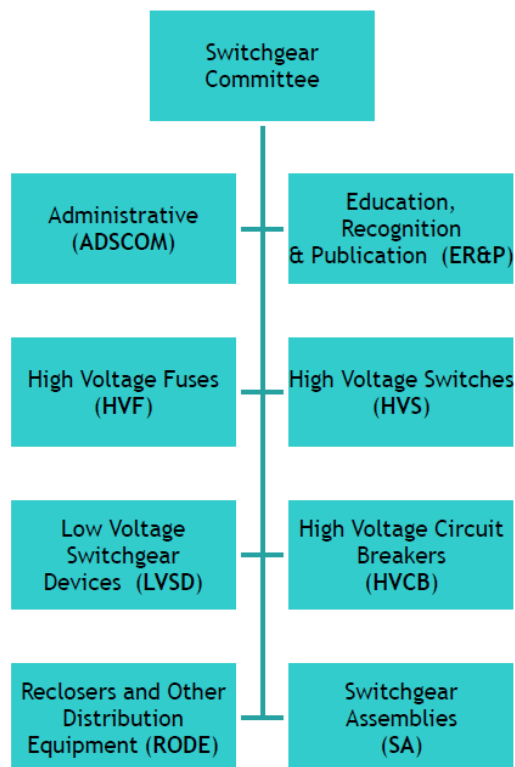 Switchgear
Committee
Administrative
(ADSCOM)
Education,
Recognition
& Publication (ER&P)
High Voltage Fuses
(HVF)
High Voltage Switches
(HVS)
Low Voltage
Switchgear
Devices (LVSD)
High Voltage Circuit
Breakers
(HVCB)
Reclosers and Other
Distribution
Equipment (RODE)
Switchgear
Assemblies
(SA)